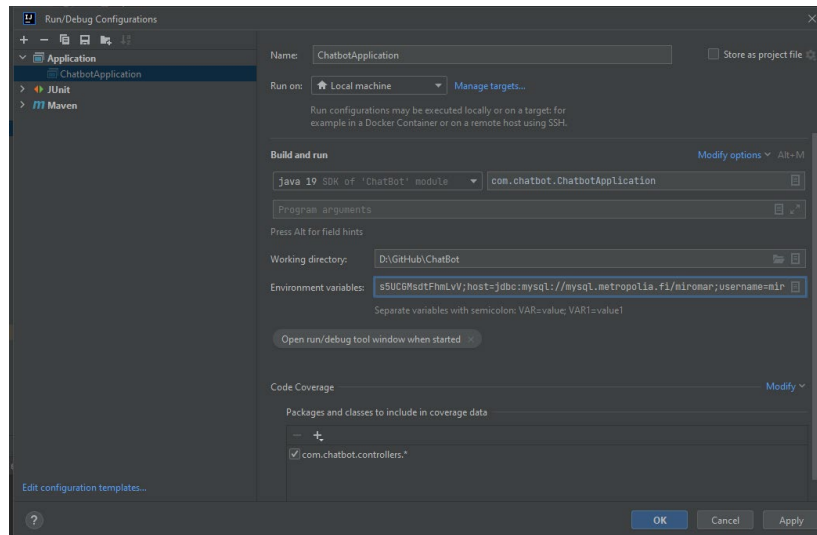 Run/Debug Configurations
Application
ChatbotApplication
JUnit
Maven
Edit configuration templates...
Name: ChatbotApplication Store as project file
Run on: Local machine Manage targets...
Run configurations may be executed locally or on a target: for
example in a Docker Container or on a remote host using SSH.
Build and run Modify options Alt+M
java 19 SDK of 'ChatBot' module com.chatbot.ChatbotApplication
Program arguments
Press Alt for field hints
Working directory: D:\GitHub\ChatBot
Environment variables: s5UCGMsdtFhmLvV;host=jdbc:mysql://mysql.metropolia.fi/miromar;username=mir
Separate variables with semicolon: VAR=value; VAR1=value1
Open run/debug tool window when started
Code Coverage Modify
Packages and classes to include in coverage data
com.chatbot.controllers.*
? OK Cancel Apply